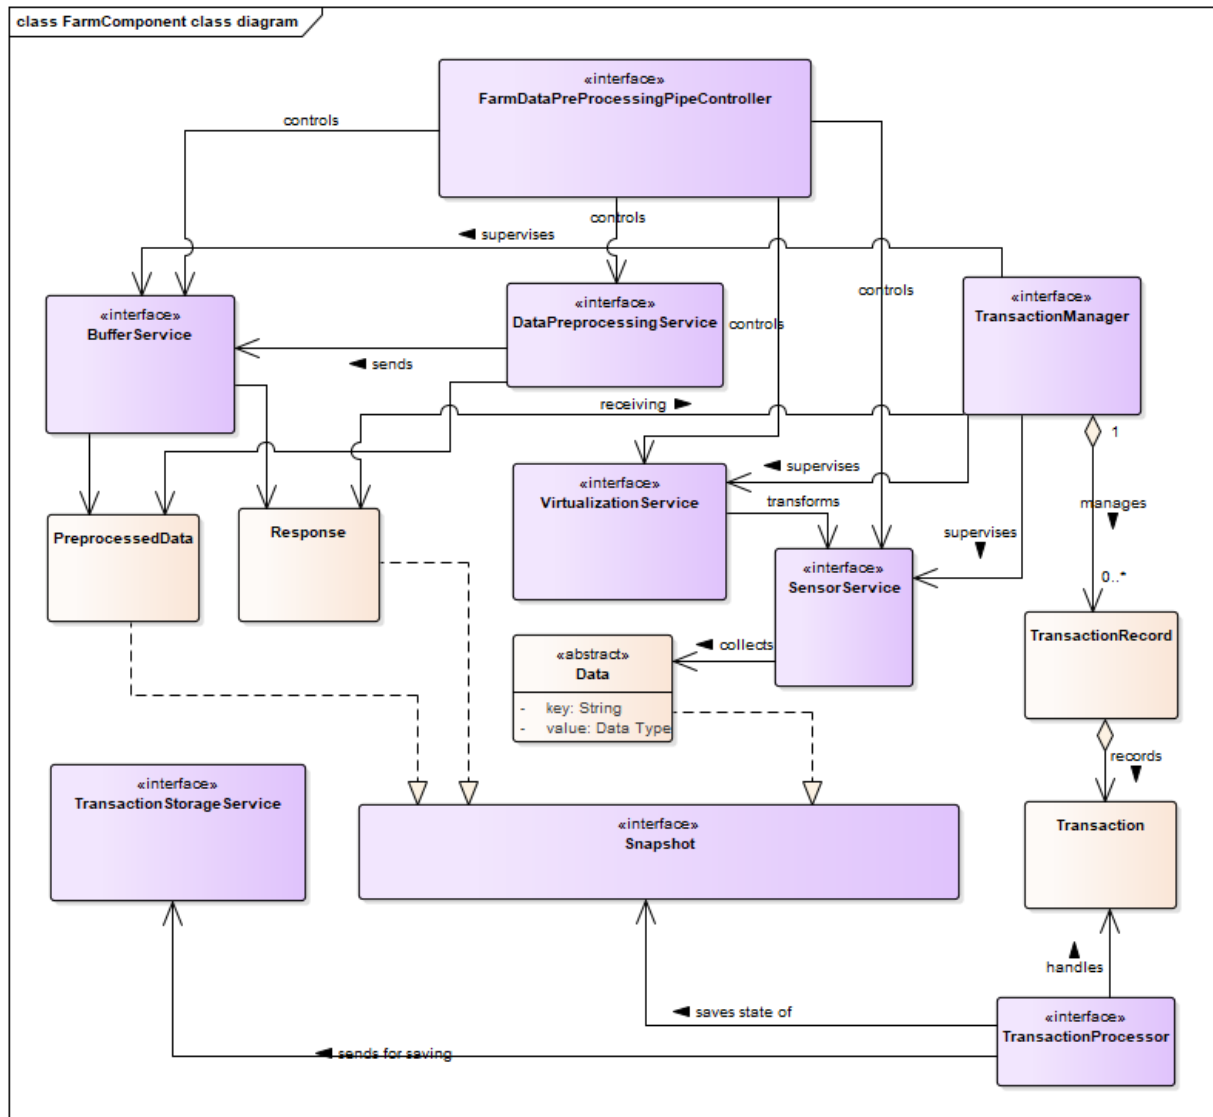 class FarmComponent class diagram
«interface»
FarmDataPreProcessingPipeController
controls
controls
supervises
«interface»
BufferService
«interface»
DataPreprocessingService
controls
controls
«interface»
TransactionManager
sends
receiving
1
«interface»
VirtualizationService
supervises
transforms
manages
supervises
0..*
PreprocessedData
Response
«interface»
SensorService
«abstract»
Data
- key: String
- value: Data Type
collects
TransactionRecord
records
«interface»
TransactionStorageService
«interface»
Snapshot
Transaction
handles
saves state of
sends for saving
«interface»
TransactionProcessor